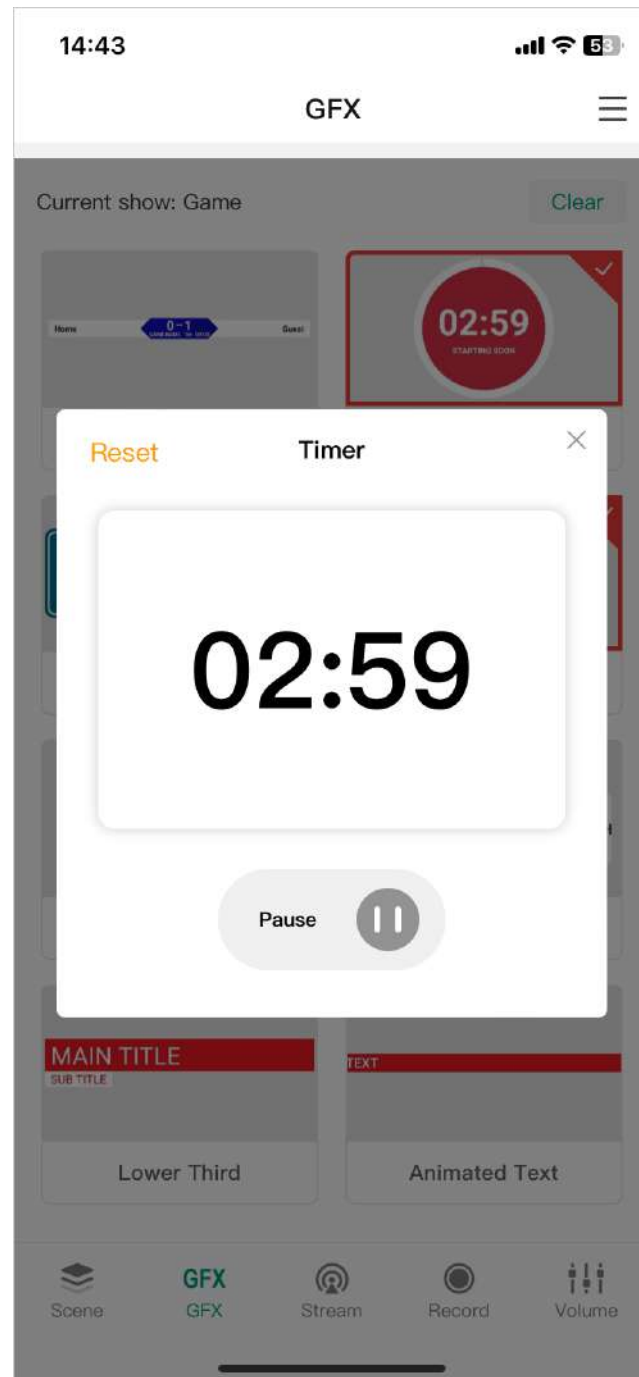 14:43
53
GFX
Current show: Game
Clear
Home
0-1
Guest
02:59
STARTING SOON
Reset
Timer
02:59
Pause
MAIN TITLE
SUB TITLE
TEXT
Lower Third
Animated Text
GFX
Scene
GFX
Stream
Record
Volume